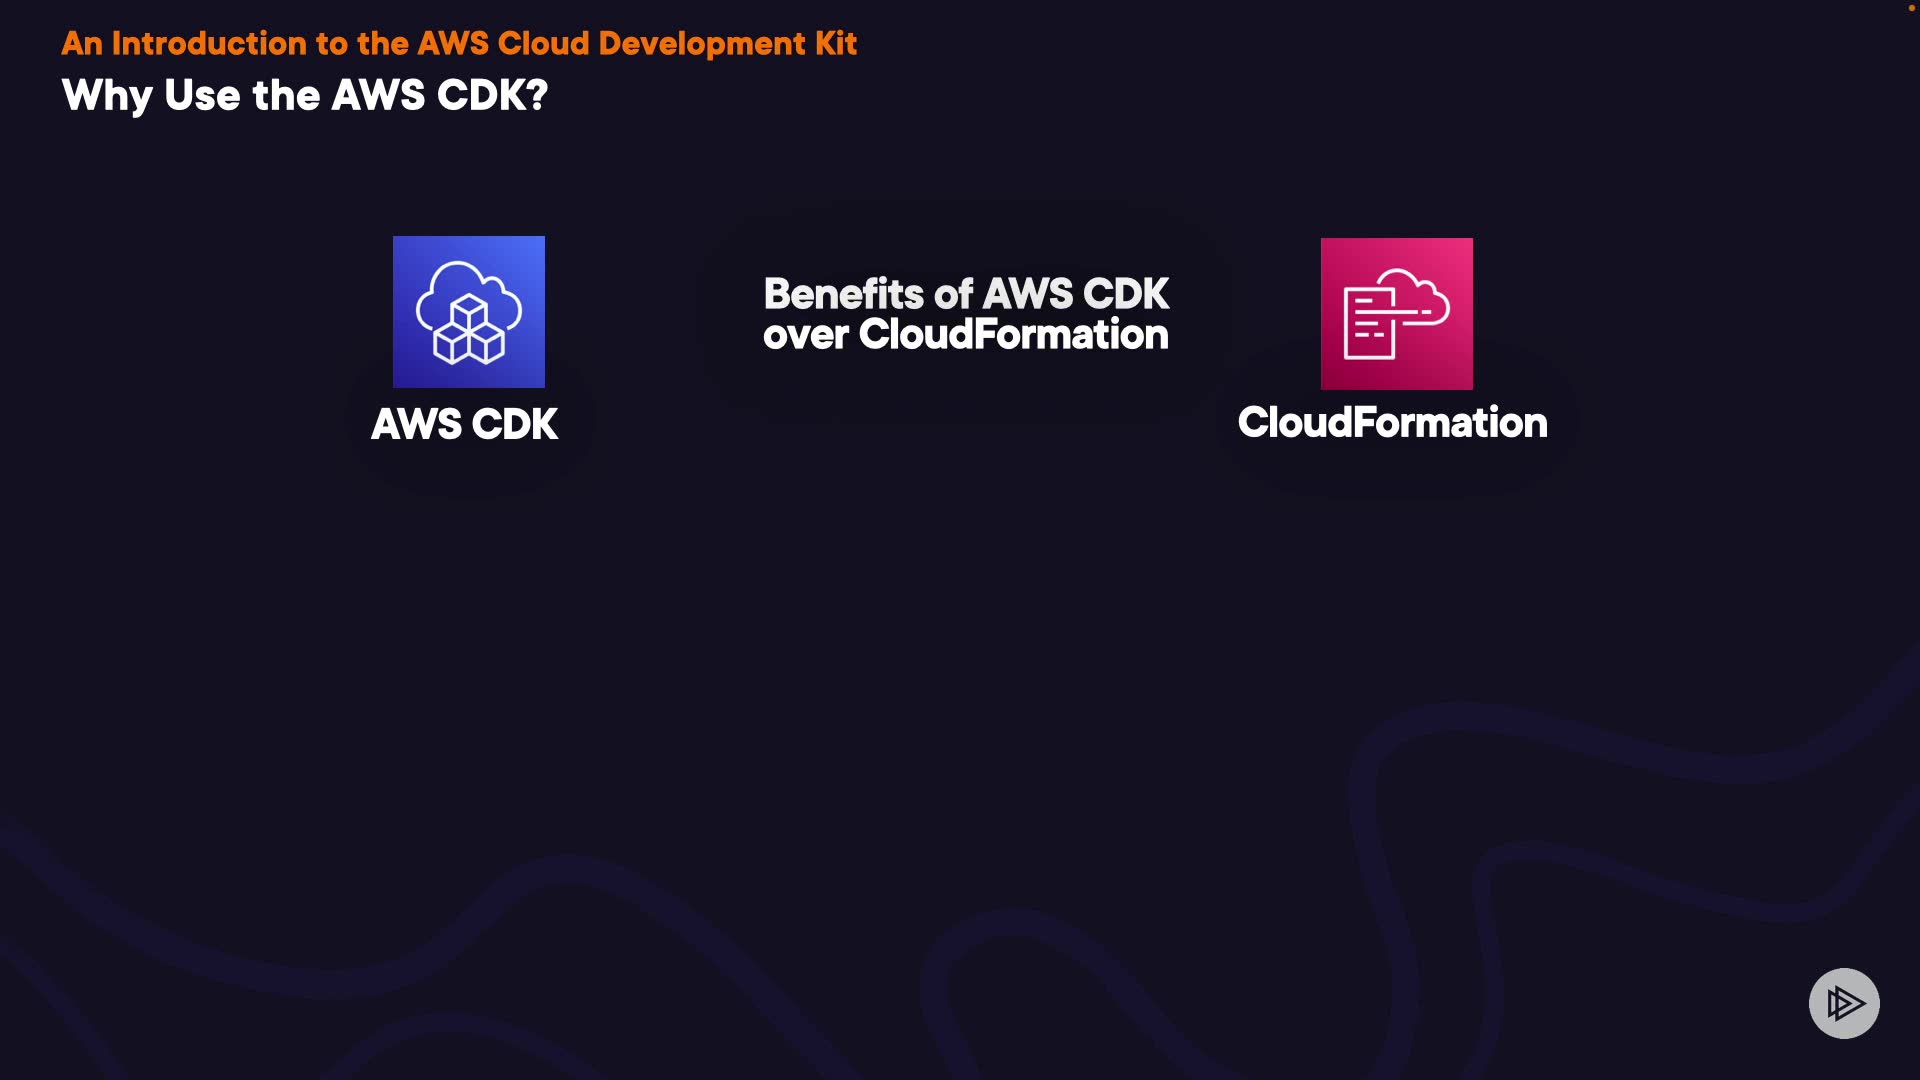 An Introduction to the AWS Cloud Development Kit
Why Use the AWS CDK?
Benefits of AWS CDK
over CloudFormation
AWS CDK
CloudFormation